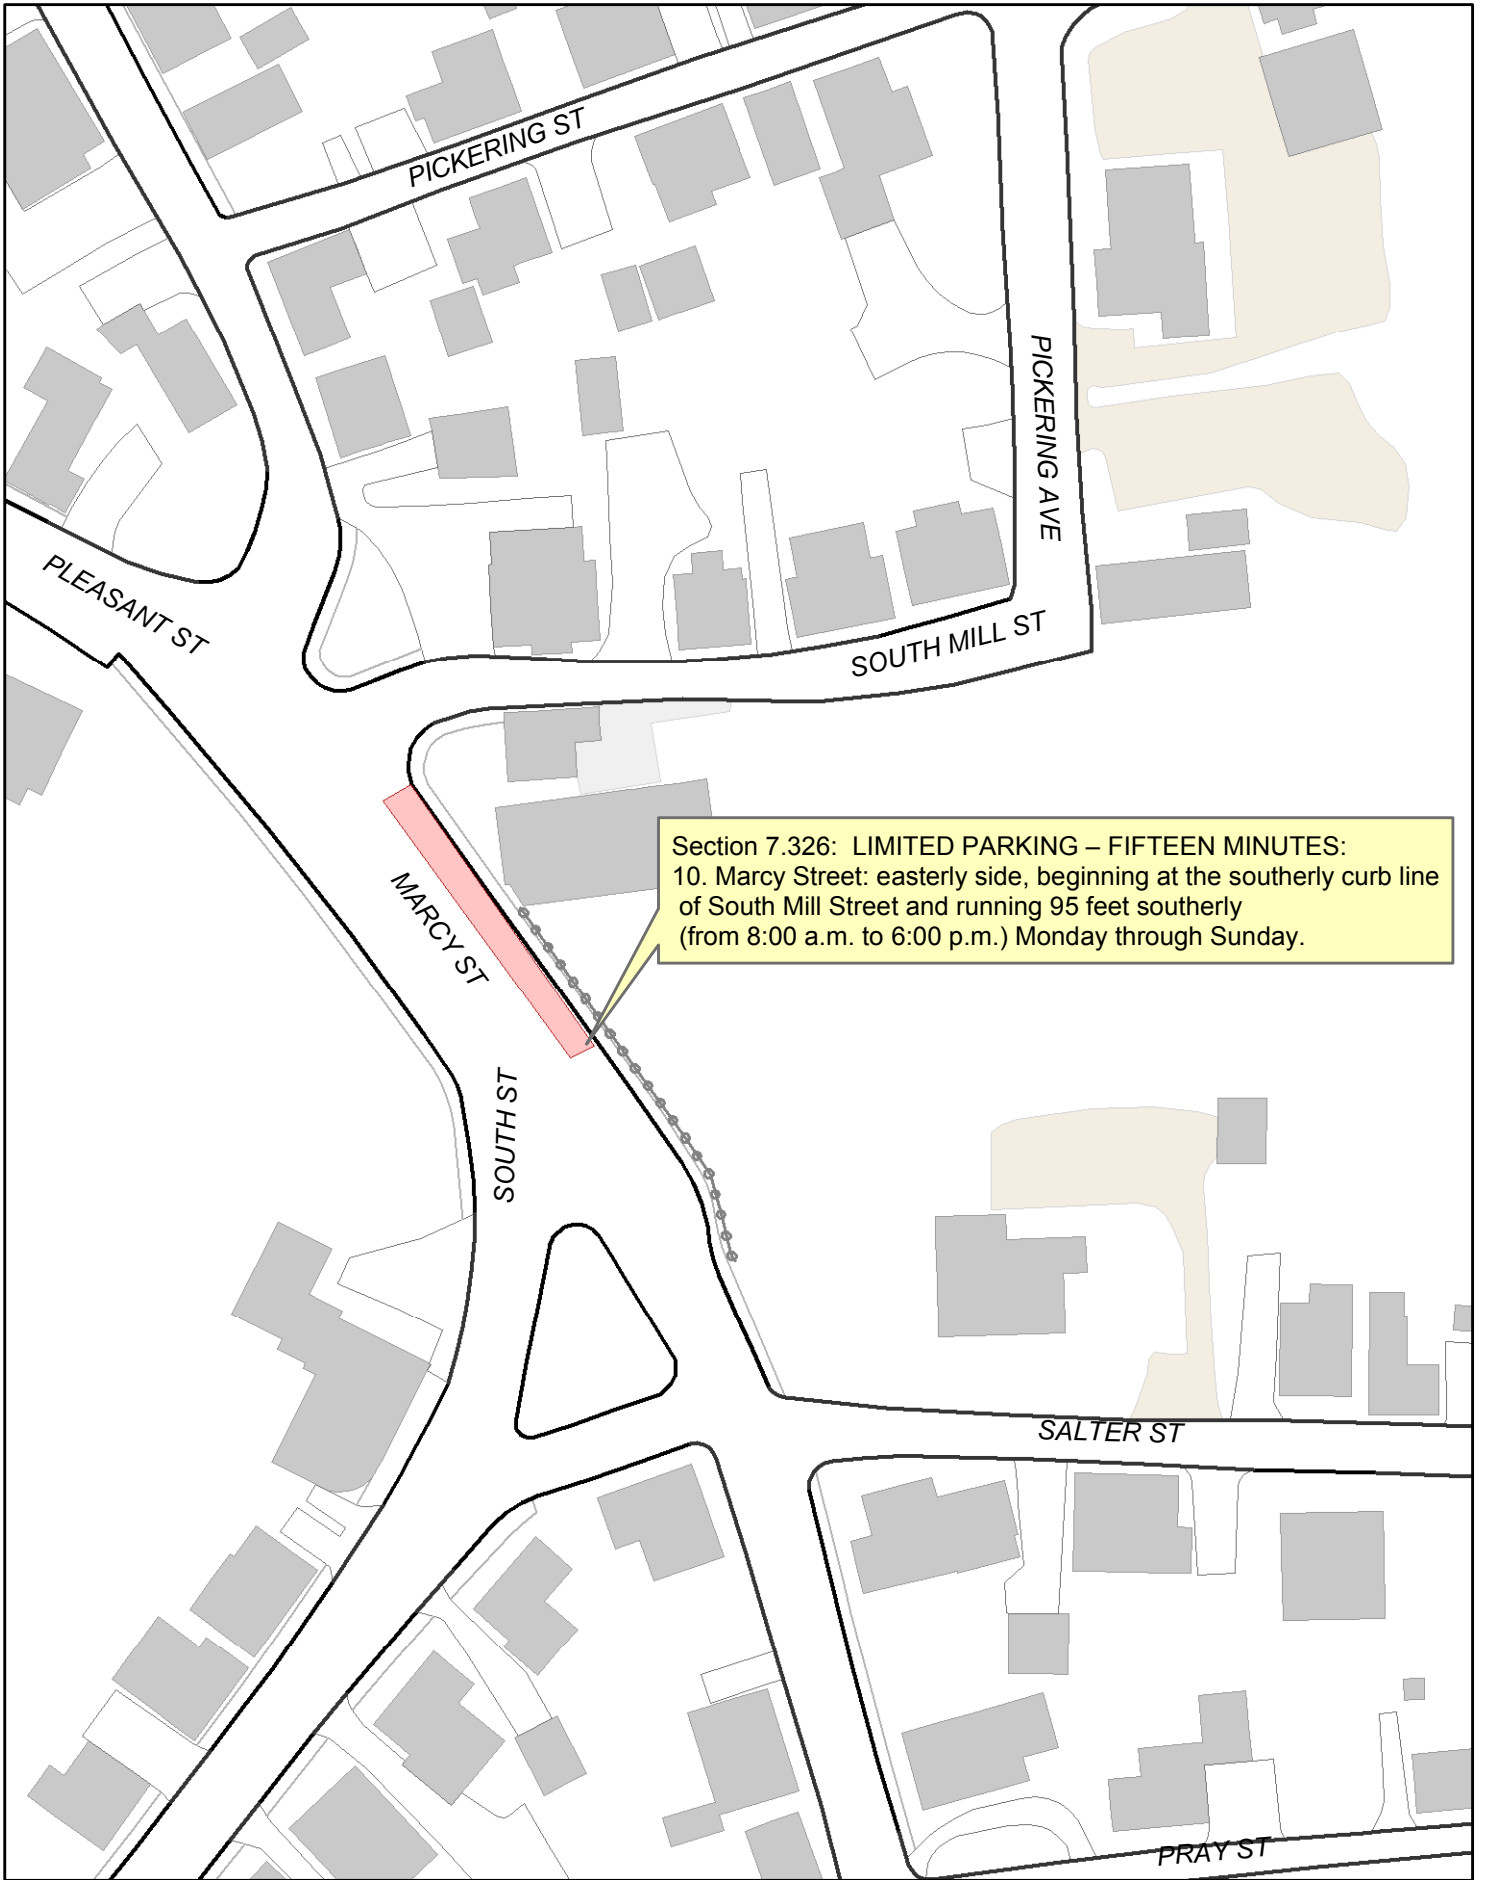 PICKERING ST
PICKERING AVE
PLEASANT ST
SOUTH MILL ST
Section 7.326: LIMITED PARKING – FIFTEEN MINUTES:
10. Marcy Street: easterly side, beginning at the southerly curb line
of South Mill Street and running 95 feet southerly
(from 8:00 a.m. to 6:00 p.m.) Monday through Sunday.
MARCY ST
SOUTH ST
SALTER ST
PRAY ST